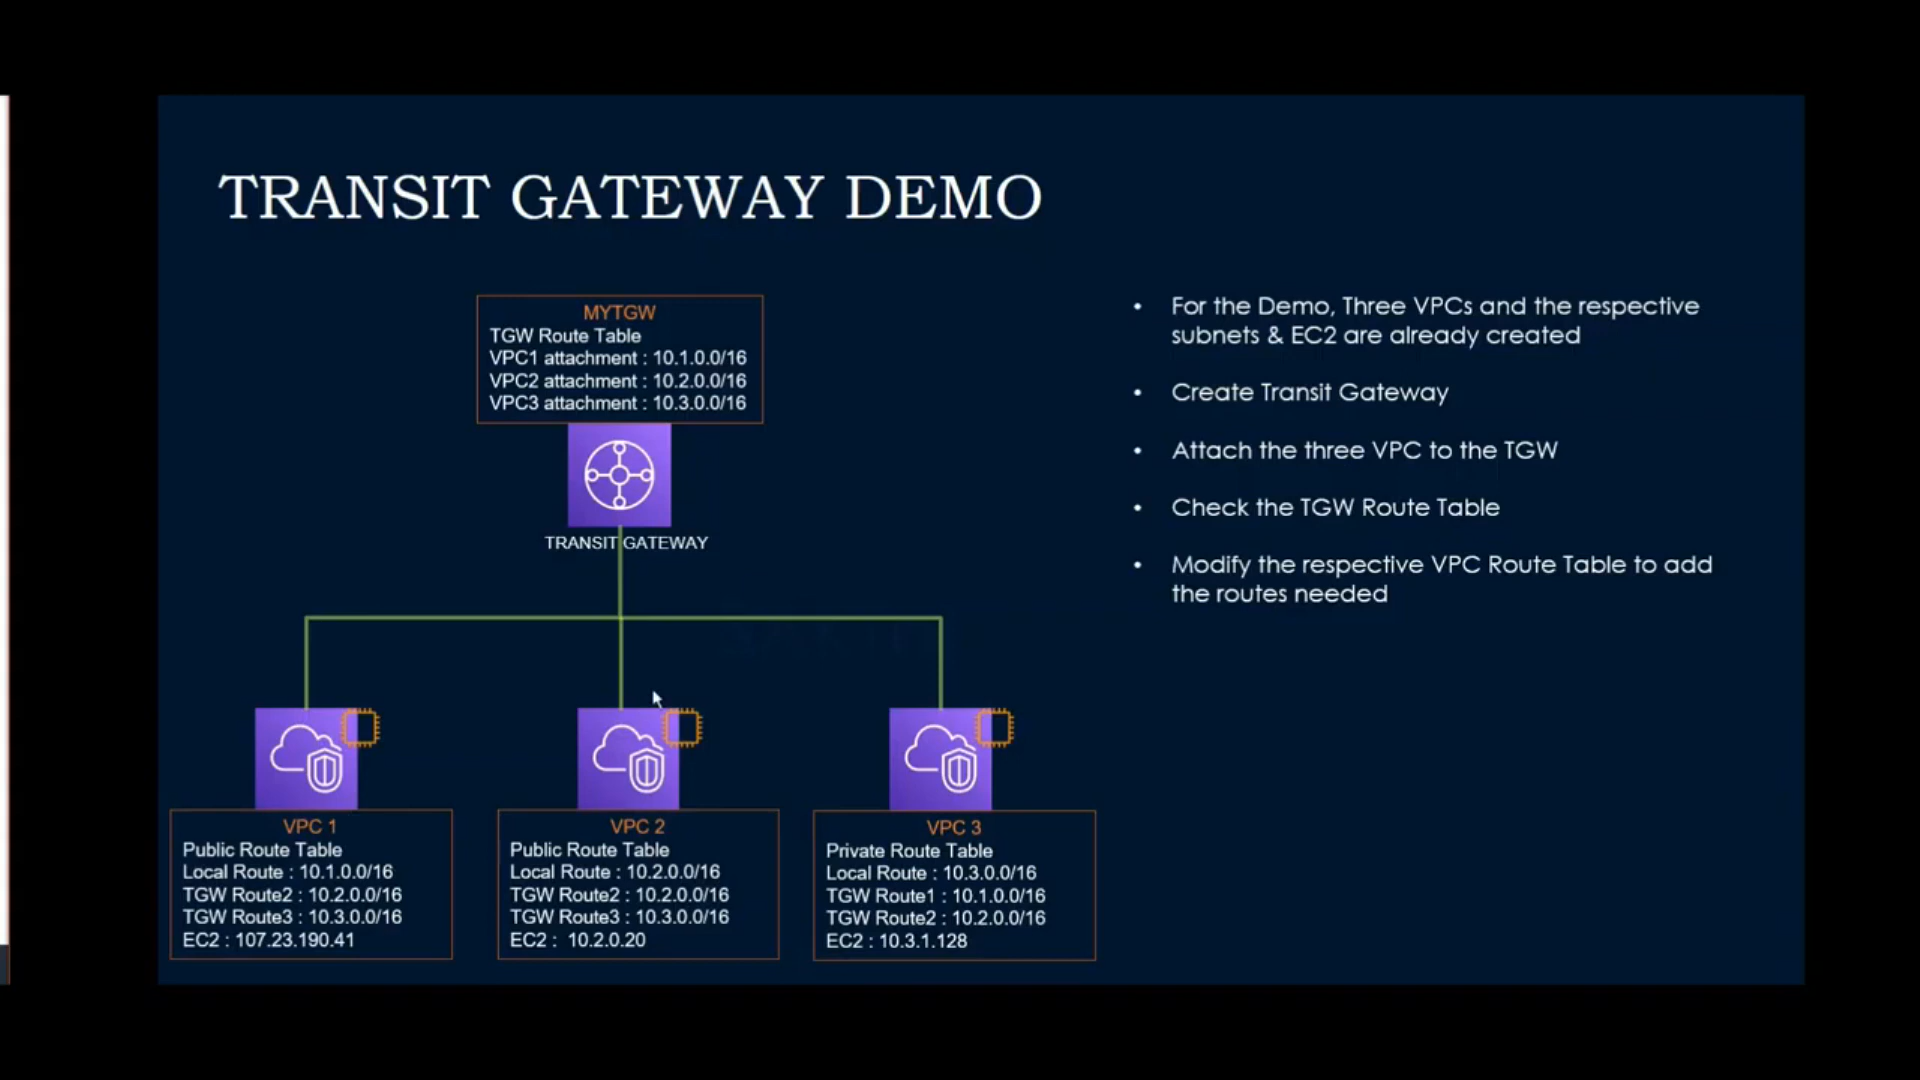 TRANSIT GATEWAY DEMO
MYTGW
TGW Route Table
VPC1 attachment : 10.1.0.0/16
VPC2 attachment : 10.2.0.0/16
VPC3 attachment : 10.3.0.0/16
TRANSIT GATEWAY
VPC 1
Public Route Table
Local Route : 10.1.0.0/16
TGW Route2 : 10.2.0.0/16
TGW Route3 : 10.3.0.0/16
EC2 : 107.23.190.41
VPC 2
Public Route Table
Local Route : 10.2.0.0/16
TGW Route2 : 10.2.0.0/16
TGW Route3 : 10.3.0.0/16
EC2 : 10.2.0.20
VPC 3
Private Route Table
Local Route : 10.3.0.0/16
TGW Route1 : 10.1.0.0/16
TGW Route2 : 10.2.0.0/16
EC2 : 10.3.1.128
• For the Demo, Three VPCs and the respective
subnets & EC2 are already created
• Create Transit Gateway
• Attach the three VPC to the TGW
• Check the TGW Route Table
• Modify the respective VPC Route Table to add
the routes needed